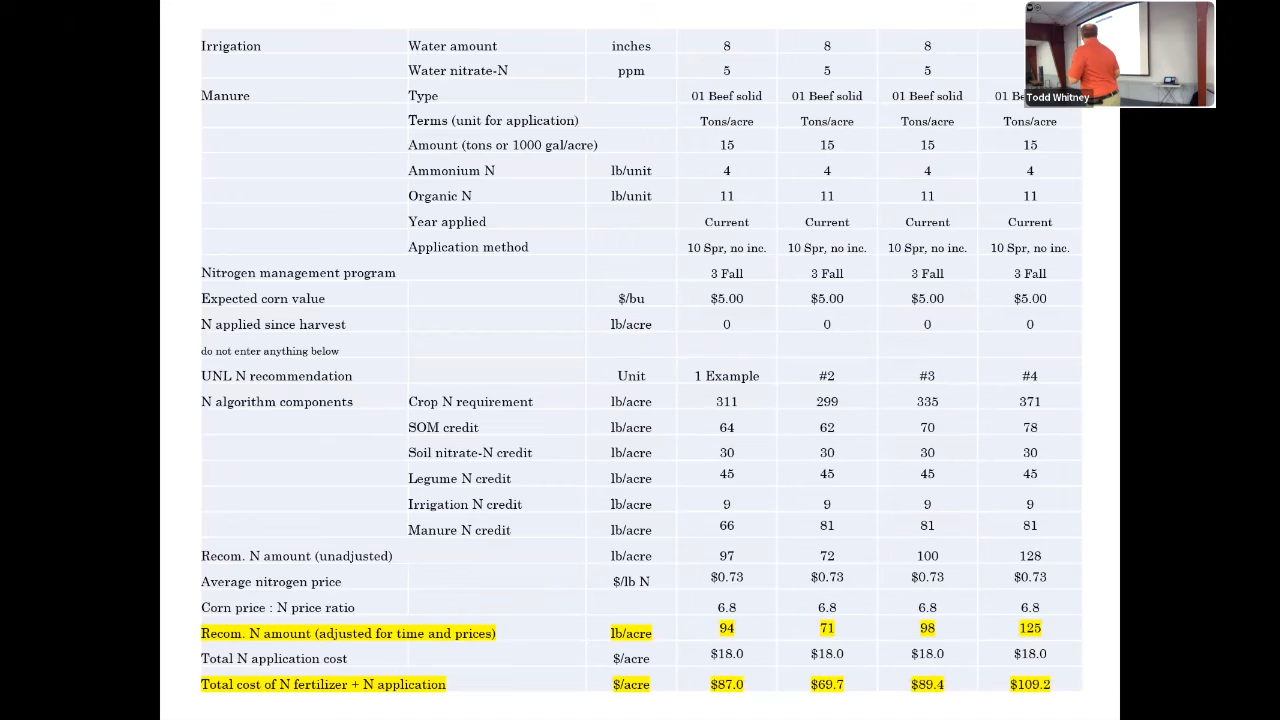 Irrigation Water amount inches 8 8 8
Water nitrate-N ppm 5 5 5
Manure Type 01 Beef solid 01 Beef solid 01 Beef solid 01
Todd Whitney
Terms (unit for application) Tons/acre Tons/acre Tons/acre Tons/acre
Amount (tons or 1000 gal/acre) 15 15 15 15
Ammonium N lb/unit 4 4 4 4
Organic N lb/unit 11 11 11 11
Year applied Current Current Current Current
Application method 10 Spr, no inc. 10 Spr, no inc. 10 Spr, no inc. 10 Spr, no inc.
Nitrogen management program 3 Fall 3 Fall 3 Fall 3 Fall
Expected corn value $/bu $5.00 $5.00 $5.00 $5.00
N applied since harvest lb/acre 0 0 0 0
do not enter anything below
UNL N recommendation Unit 1 Example #2 #3 #4
N algorithm components Crop N requirement lb/acre 311 299 335 371
SOM credit lb/acre 64 62 70 78
Soil nitrate-N credit lb/acre 30 30 30 30
Legume N credit lb/acre 45 45 45 45
Irrigation N credit lb/acre 9 9 9 9
Manure N credit lb/acre 66 81 81 81
Recom. N amount (unadjusted) lb/acre 97 72 100 128
Average nitrogen price $/lb N $0.73 $0.73 $0.73 $0.73
Corn price : N price ratio 6.8 6.8 6.8 6.8
Recom. N amount (adjusted for time and prices) lb/acre 94 71 98 125
Total N application cost $/acre $18.0 $18.0 $18.0 $18.0
Total cost of N fertilizer + N application $/acre $87.0 $69.7 $89.4 $109.2